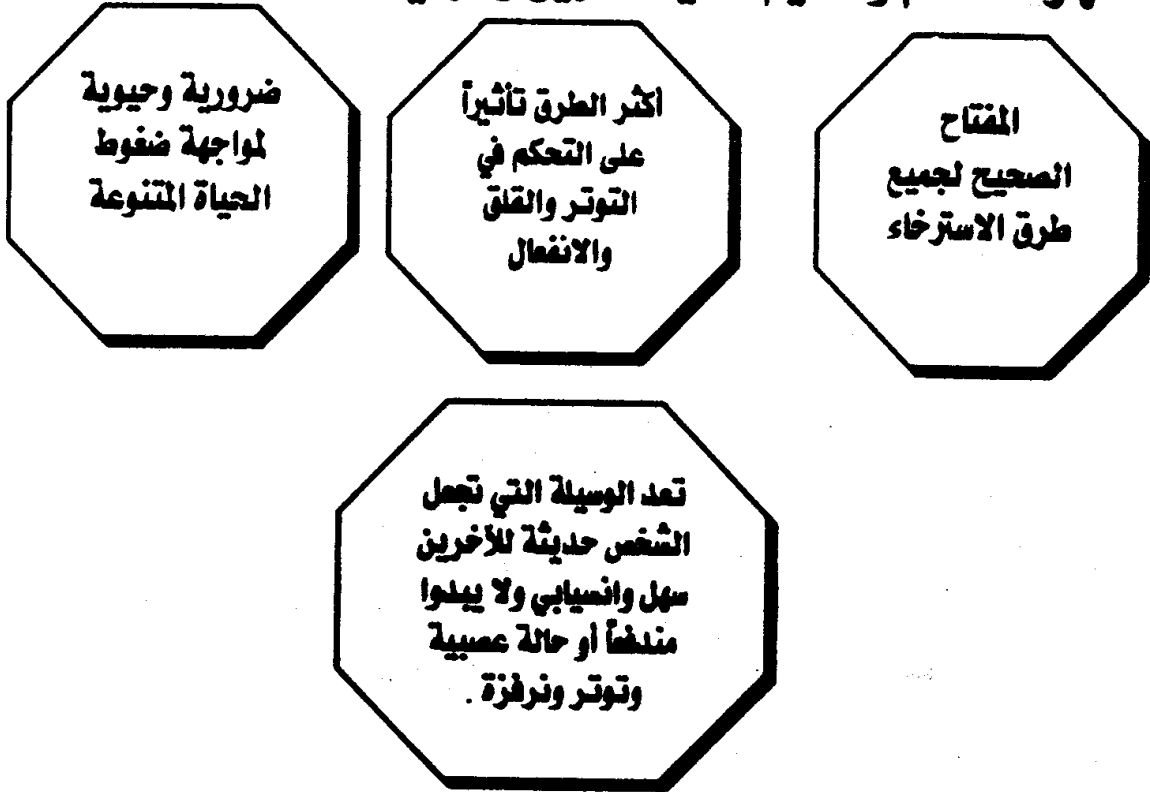 المفتاح
الصحيح لجميع
طرق الاسترخاء
أكثر الطرق تأثيراً
على التحكم في
التوتر والقلق
والانفعال
ضرورية وحيوية
لمواجهة ضغوط
الحياة المتنوعة
تعد الوسيلة التي تجعل
الشخص حديثة للأخرين
سهل وانسيابي ولا يبدوا
مندفعاً أو حالة عصبية
وتوتر ونرفزة .